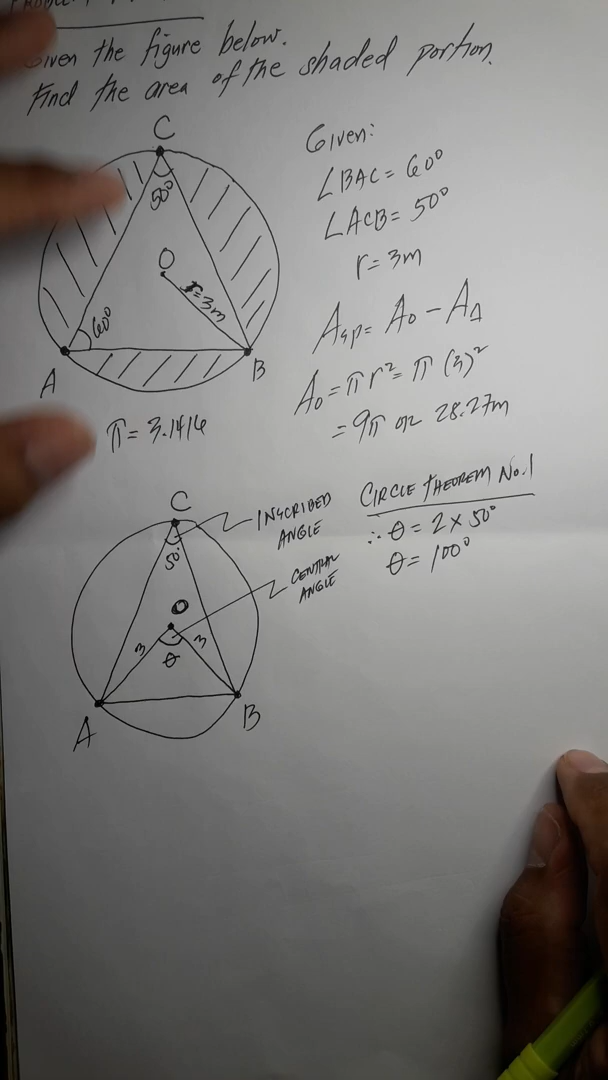 Given the figure below.
Find the area of the shaded portion.
C
50°
O
r=3m
60°
A
B
π = 3.1416
Given:
∠BAC = 60°
∠ACB = 50°
r = 3m
Asp = Ao - A△
Ao = πr² = π (3)²
= 9π or 28.27m
C
50°
INSCRIBED
ANGLE
CENTRAL
ANGLE
O
3
3
θ
A
B
CIRCLE THEOREM No.1
∴ θ = 2 x 50°
θ = 100°